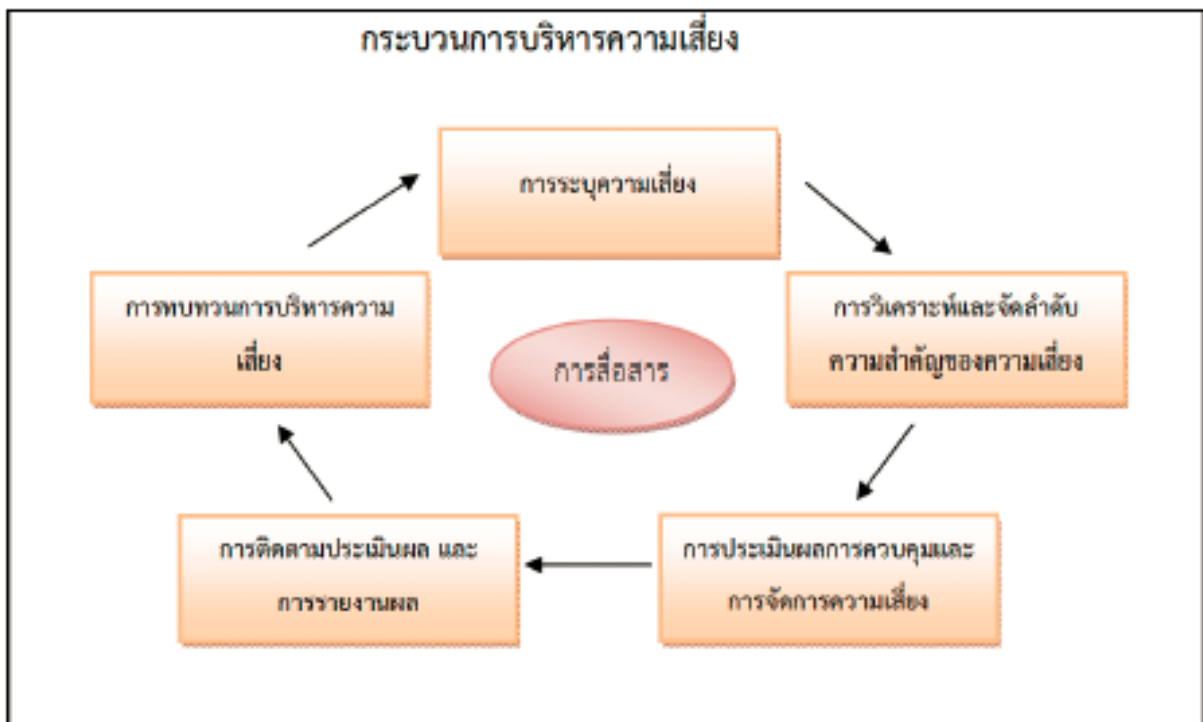 กระบวนการบริหารความเสี่ยง
การระบุความเสี่ยง
การวิเคราะห์และจัดลำดับ
ความสำคัญของความเสี่ยง
การประเมินผลการควบคุมและ
การจัดการความเสี่ยง
การติดตามประเมินผล และ
การรายงานผล
การทบทวนการบริหารความ
เสี่ยง
การสื่อสาร